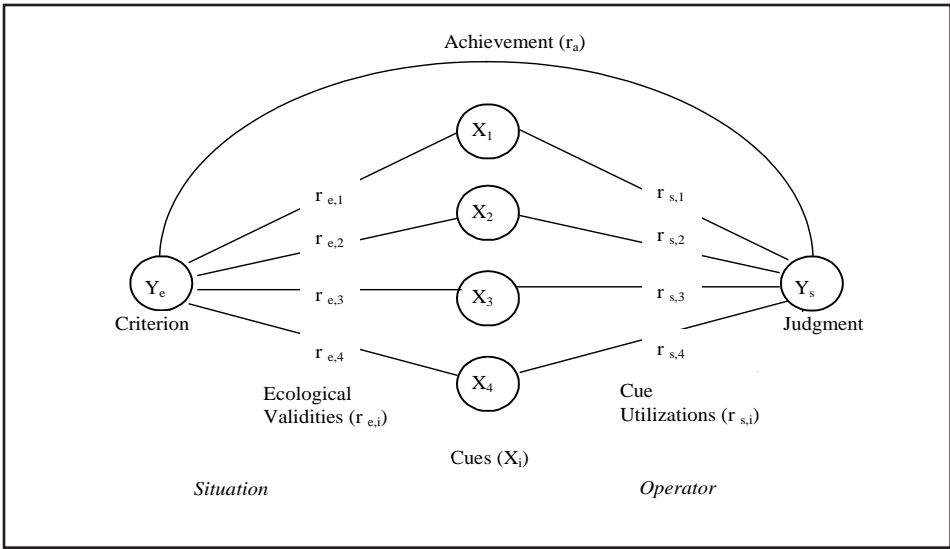 Achievement (rₐ)
X₁
r e,1
r s,1
X₂
r e,2
r s,2
Yₑ
X₃
Yₛ
r e,3
r s,3
Criterion
Judgment
r e,4
r s,4
X₄
Ecological
Validities (r e,i)
Cue
Utilizations (r s,i)
Cues (Xᵢ)
Situation
Operator